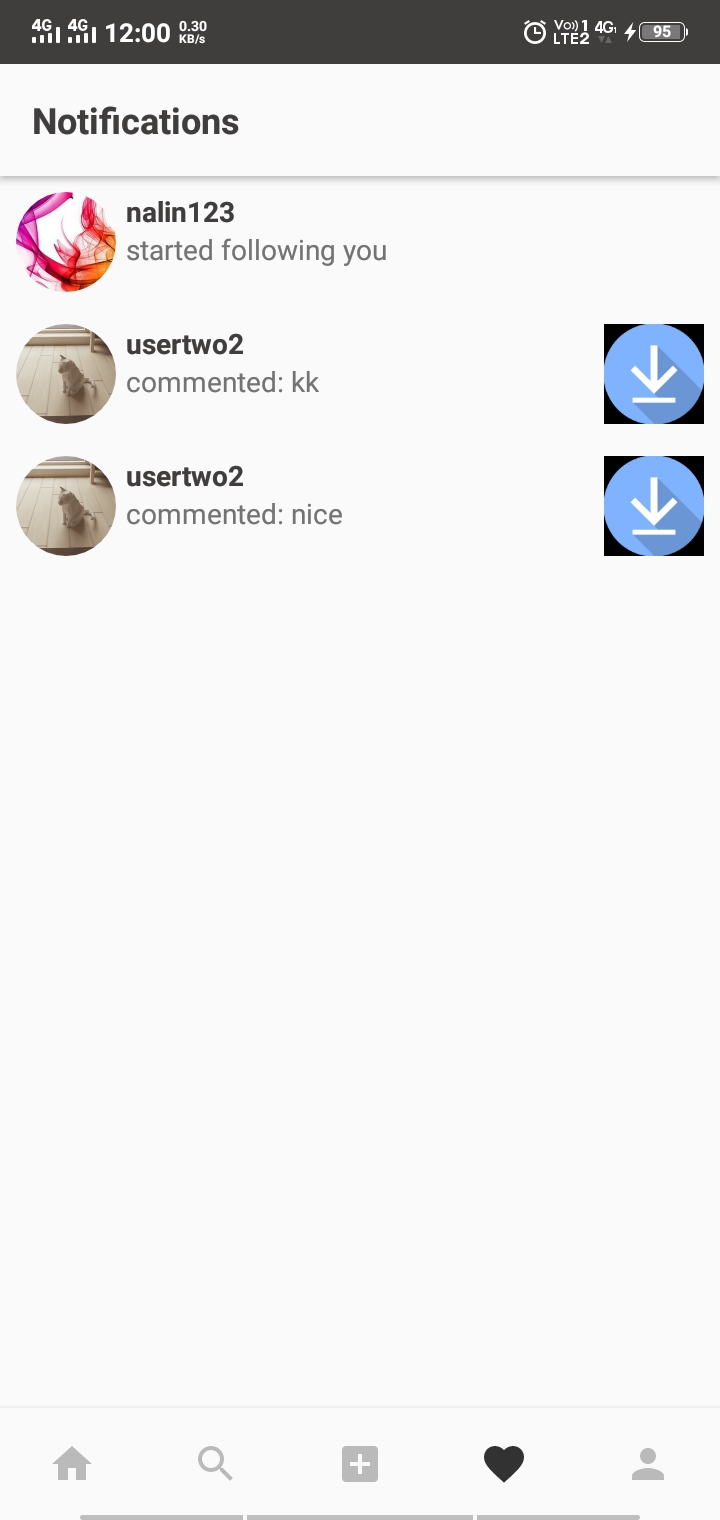 4G 4G 12:00 0.30
KB/s
Vo)) 1 4G 95
LTE2
Notifications
nalin123
started following you
usertwo2
commented: kk
usertwo2
commented: nice